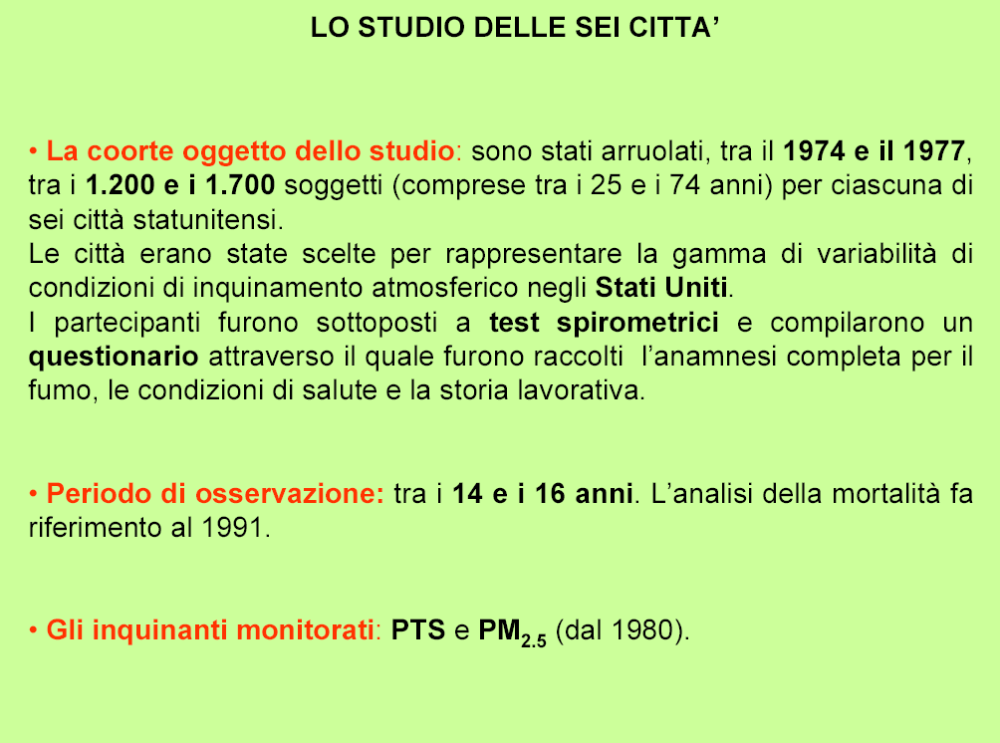 LO STUDIO DELLE SEI CITTA’
• La coorte oggetto dello studio: sono stati arruolati, tra il 1974 e il 1977,
tra i 1.200 e i 1.700 soggetti (comprese tra i 25 e i 74 anni) per ciascuna di
sei città statunitensi.
Le città erano state scelte per rappresentare la gamma di variabilità di
condizioni di inquinamento atmosferico negli Stati Uniti.
I partecipanti furono sottoposti a test spirometrici e compilarono un
questionario attraverso il quale furono raccolti l’anamnesi completa per il
fumo, le condizioni di salute e la storia lavorativa.
• Periodo di osservazione: tra i 14 e i 16 anni. L’analisi della mortalità fa
riferimento al 1991.
• Gli inquinanti monitorati: PTS e PM2.5 (dal 1980).